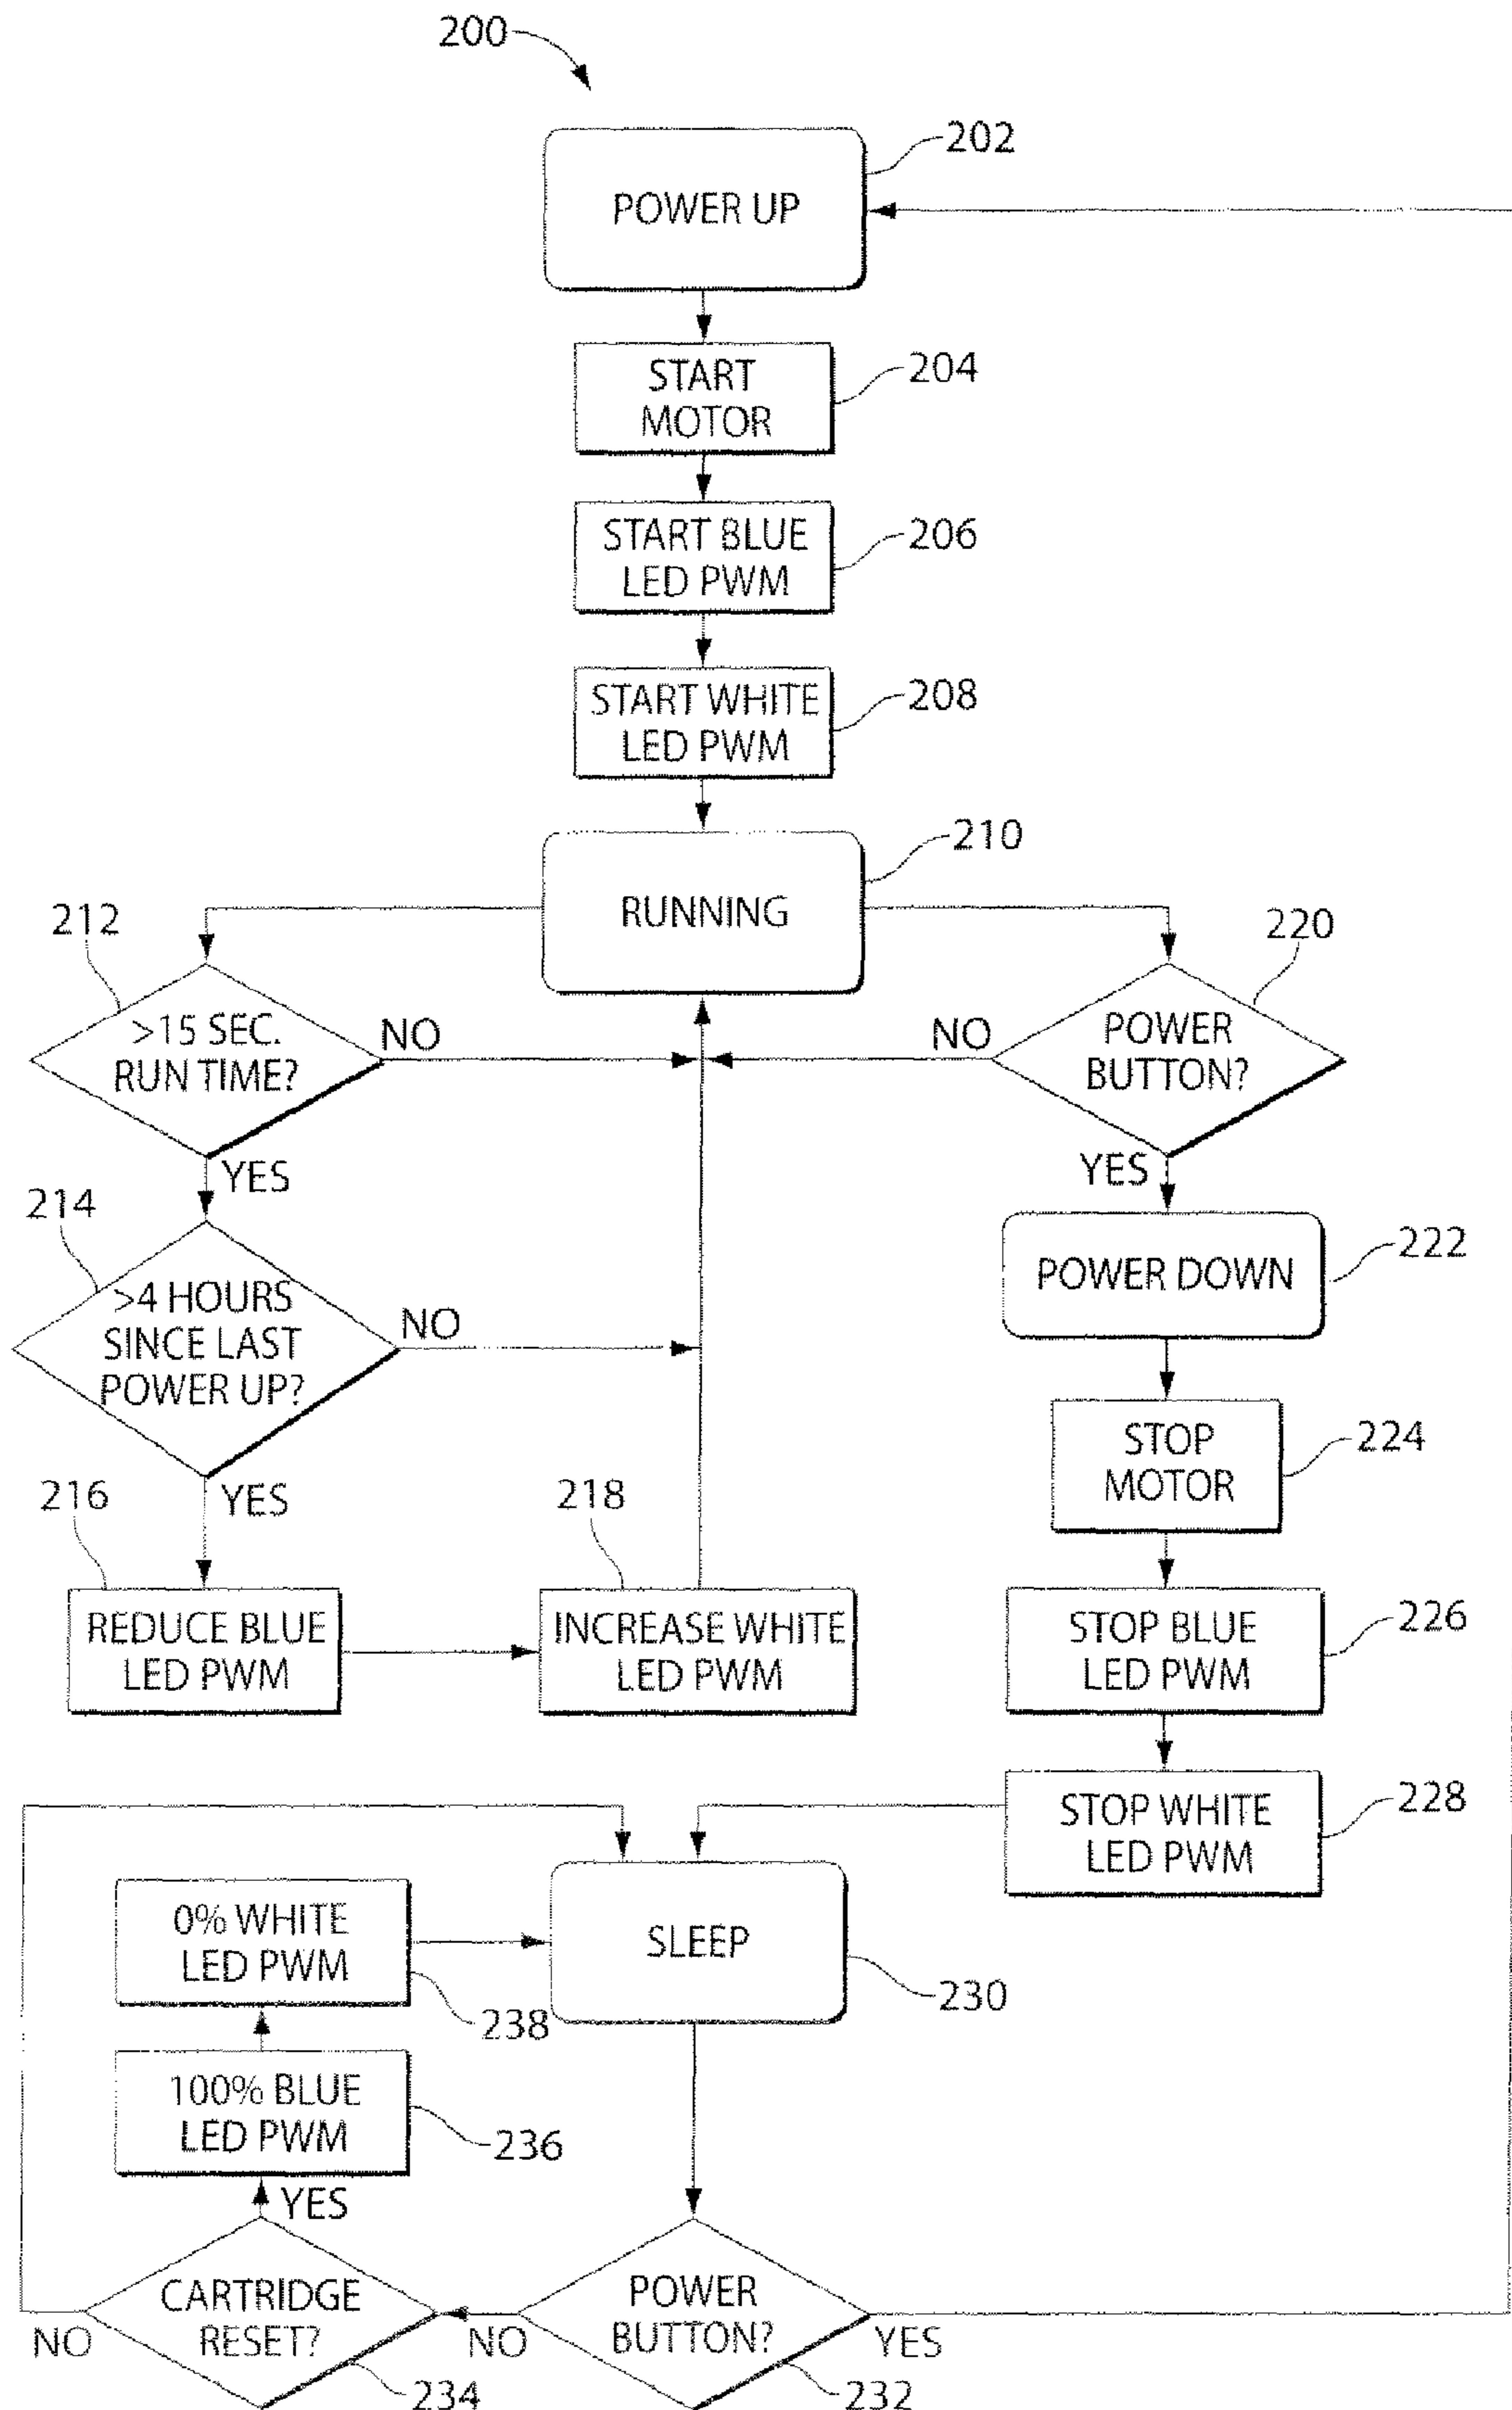 200
202
POWER UP
204
START
MOTOR
206
START BLUE
LED PWM
208
START WHITE
LED PWM
210
RUNNING
212
>15 SEC.
RUN TIME?
NO
YES
220
POWER
BUTTON?
NO
YES
214
>4 HOURS
SINCE LAST
POWER UP?
NO
YES
222
POWER DOWN
224
STOP
MOTOR
216
REDUCE BLUE
LED PWM
218
INCREASE WHITE
LED PWM
226
STOP BLUE
LED PWM
228
STOP WHITE
LED PWM
0% WHITE
LED PWM
238
SLEEP
230
100% BLUE
LED PWM
236
YES
CARTRIDGE
RESET?
NO
234
POWER
BUTTON?
NO
YES
232